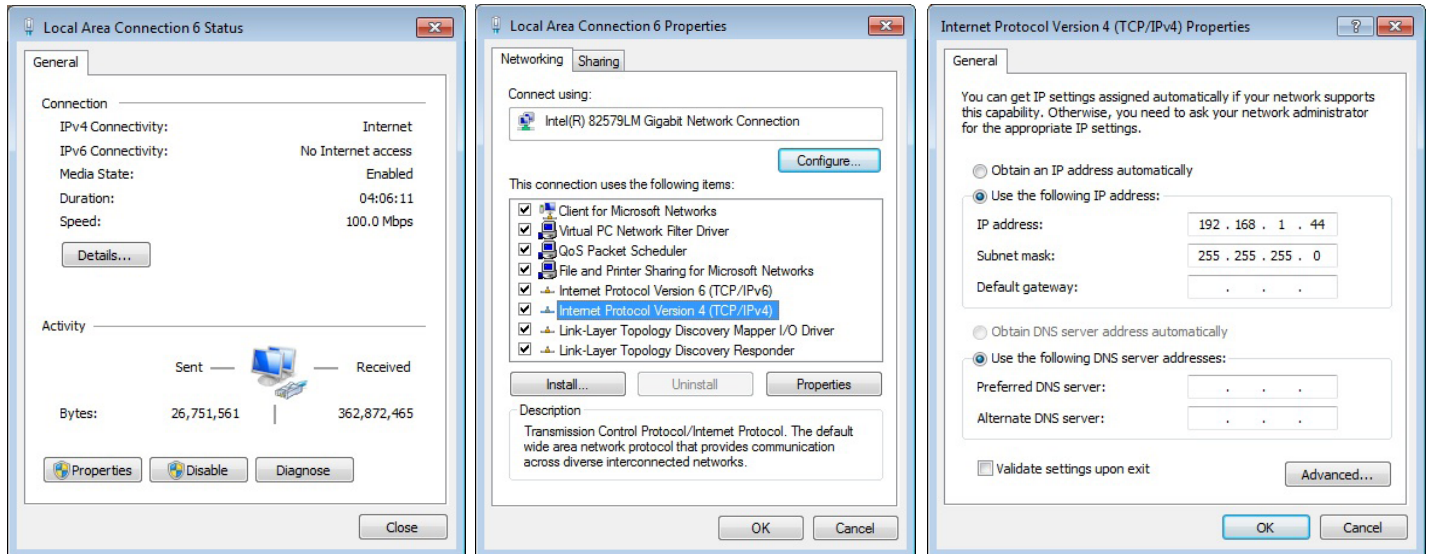 Local Area Connection 6 Status
General
Connection
IPv4 Connectivity: Internet
IPv6 Connectivity: No Internet access
Media State: Enabled
Duration: 04:06:11
Speed: 100.0 Mbps
Details...
Activity
Sent Received
Bytes: 26,751,561 362,872,465
Properties Disable Diagnose
Close
Local Area Connection 6 Properties
Networking Sharing
Connect using:
Intel(R) 82579LM Gigabit Network Connection
Configure...
This connection uses the following items:
Client for Microsoft Networks
Virtual PC Network Filter Driver
QoS Packet Scheduler
File and Printer Sharing for Microsoft Networks
Internet Protocol Version 6 (TCP/IPv6)
Internet Protocol Version 4 (TCP/IPv4)
Link-Layer Topology Discovery Mapper I/O Driver
Link-Layer Topology Discovery Responder
Install... Uninstall Properties
Description
Transmission Control Protocol/Internet Protocol. The default
wide area network protocol that provides communication
across diverse interconnected networks.
OK Cancel
Internet Protocol Version 4 (TCP/IPv4) Properties
General
You can get IP settings assigned automatically if your network supports
this capability. Otherwise, you need to ask your network administrator
for the appropriate IP settings.
Obtain an IP address automatically
Use the following IP address:
IP address: 192 . 168 . 1 . 44
Subnet mask: 255 . 255 . 255 . 0
Default gateway: . . .
Obtain DNS server address automatically
Use the following DNS server addresses:
Preferred DNS server: . . .
Alternate DNS server: . . .
Validate settings upon exit
Advanced...
OK Cancel